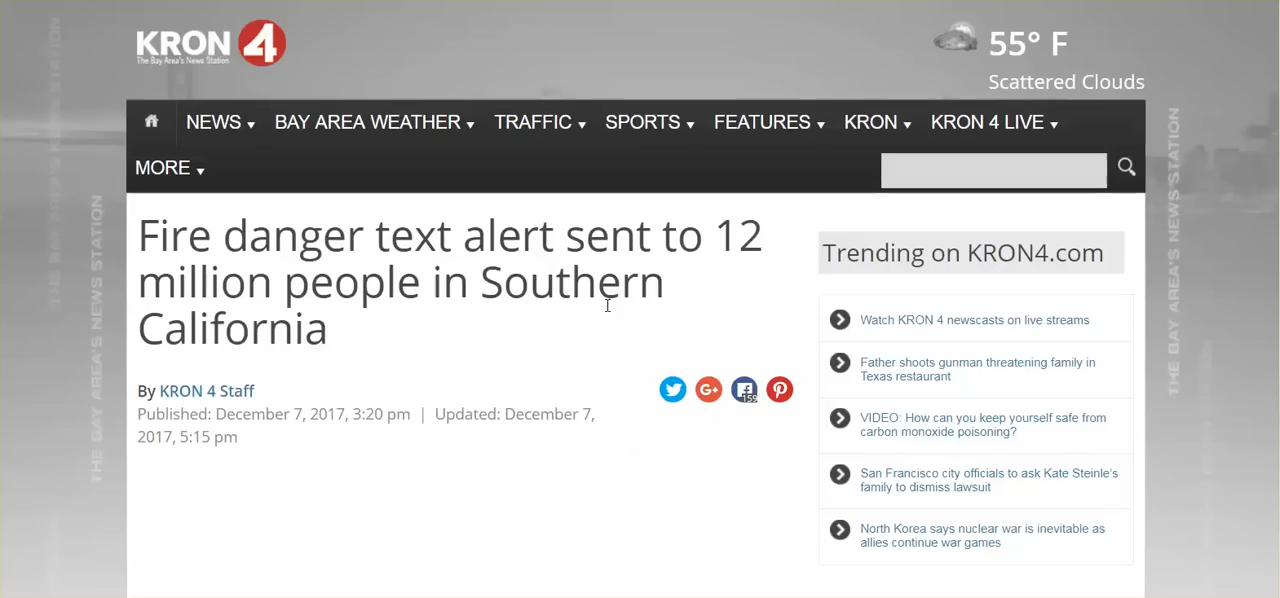 KRON 4
The Bay Area's News Station
55° F
Scattered Clouds
NEWS BAY AREA WEATHER TRAFFIC SPORTS FEATURES KRON KRON 4 LIVE
MORE
Fire danger text alert sent to 12
million people in Southern
California
By KRON 4 Staff
Published: December 7, 2017, 3:20 pm | Updated: December 7,
2017, 5:15 pm
G+
159
Trending on KRON4.com
Watch KRON 4 newscasts on live streams
Father shoots gunman threatening family in
Texas restaurant
VIDEO: How can you keep yourself safe from
carbon monoxide poisoning?
San Francisco city officials to ask Kate Steinle's
family to dismiss lawsuit
North Korea says nuclear war is inevitable as
allies continue war games
THE BAY AREA'S NEWS STATION
THE BAY AREA'S NEWS STATION
THE BAY AREA'S NEWS STATION